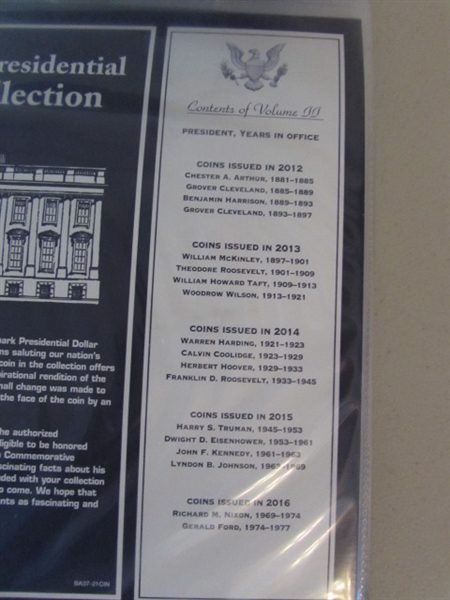 residential
llection
ark Presidential Dollar
ns saluting our nation's
coin in the collection offers
pirational rendition of the
mall change was made to
the face of the coin by an
he authorized
ligible to be honored
Commemorative
scinating facts about his
ded with your collection
o come. We hope that
ents as fascinating and
Contents of Volume II
PRESIDENT, YEARS IN OFFICE
COINS ISSUED IN 2012
CHESTER A. ARTHUR, 1881–1885
GROVER CLEVELAND, 1885–1889
BENJAMIN HARRISON, 1889–1893
GROVER CLEVELAND, 1893–1897
COINS ISSUED IN 2013
WILLIAM MCKINLEY, 1897–1901
THEODORE ROOSEVELT, 1901–1909
WILLIAM HOWARD TAFT, 1909–1913
WOODROW WILSON, 1913–1921
COINS ISSUED IN 2014
WARREN HARDING, 1921–1923
CALVIN COOLIDGE, 1923–1929
HERBERT HOOVER, 1929–1933
FRANKLIN D. ROOSEVELT, 1933–1945
COINS ISSUED IN 2015
HARRY S. TRUMAN, 1945–1953
DWIGHT D. EISENHOWER, 1953–1961
JOHN F. KENNEDY, 1961–1963
LYNDON B. JOHNSON, 1963–1969
COINS ISSUED IN 2016
RICHARD M. NIXON, 1969–1974
GERALD FORD, 1974–1977